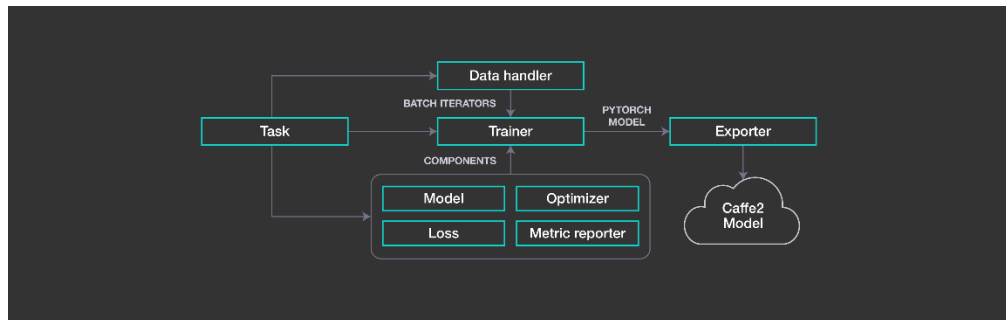 Data handler
BATCH ITERATORS
PYTORCH
MODEL
Task
Trainer
Exporter
COMPONENTS
Model
Optimizer
Loss
Metric reporter
Caffe2
Model